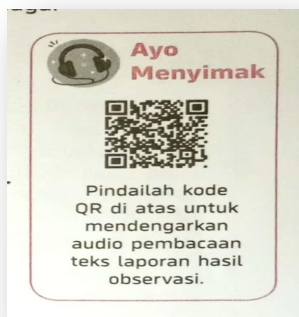 Ayo
Menyimak
Pindailah kode
QR di atas untuk
mendengarkan
audio pembacaan
teks laporan hasil
observasi.